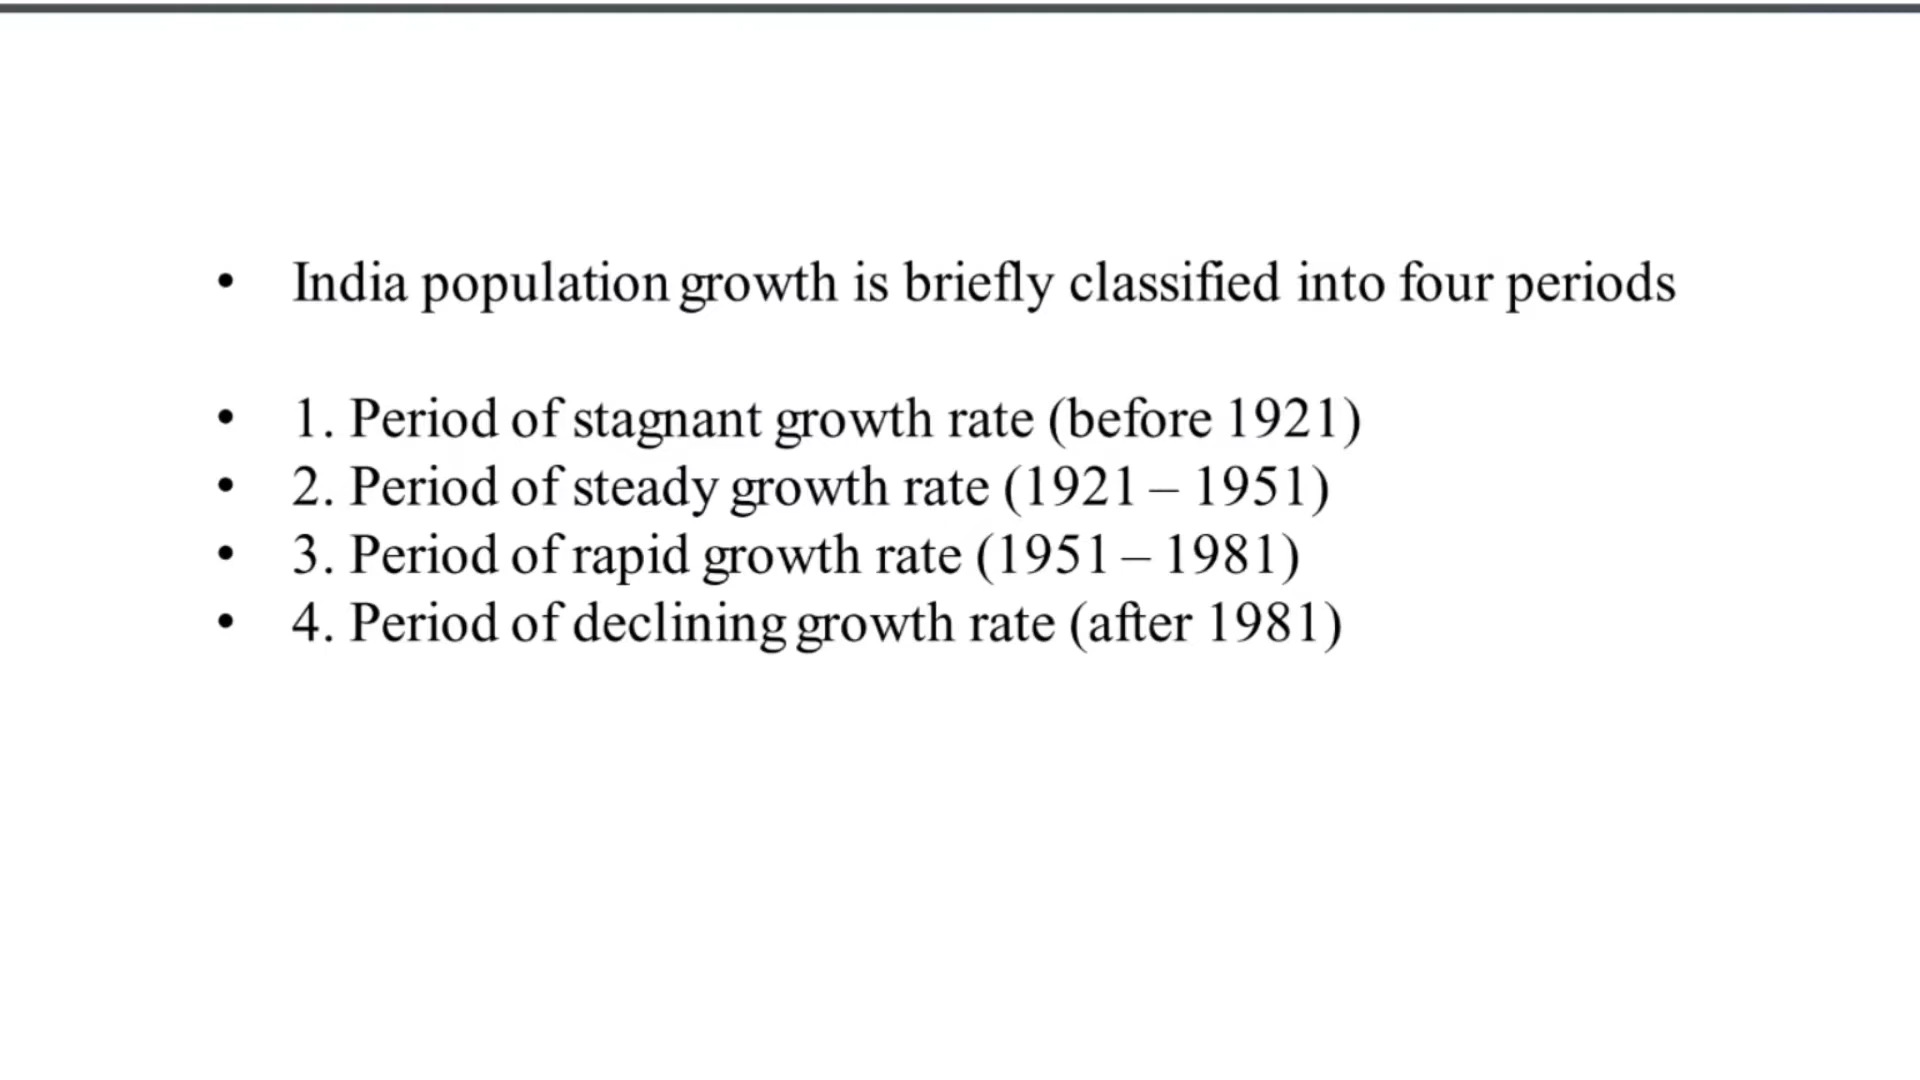 • India population growth is briefly classified into four periods
• 1. Period of stagnant growth rate (before 1921)
• 2. Period of steady growth rate (1921 – 1951)
• 3. Period of rapid growth rate (1951 – 1981)
• 4. Period of declining growth rate (after 1981)